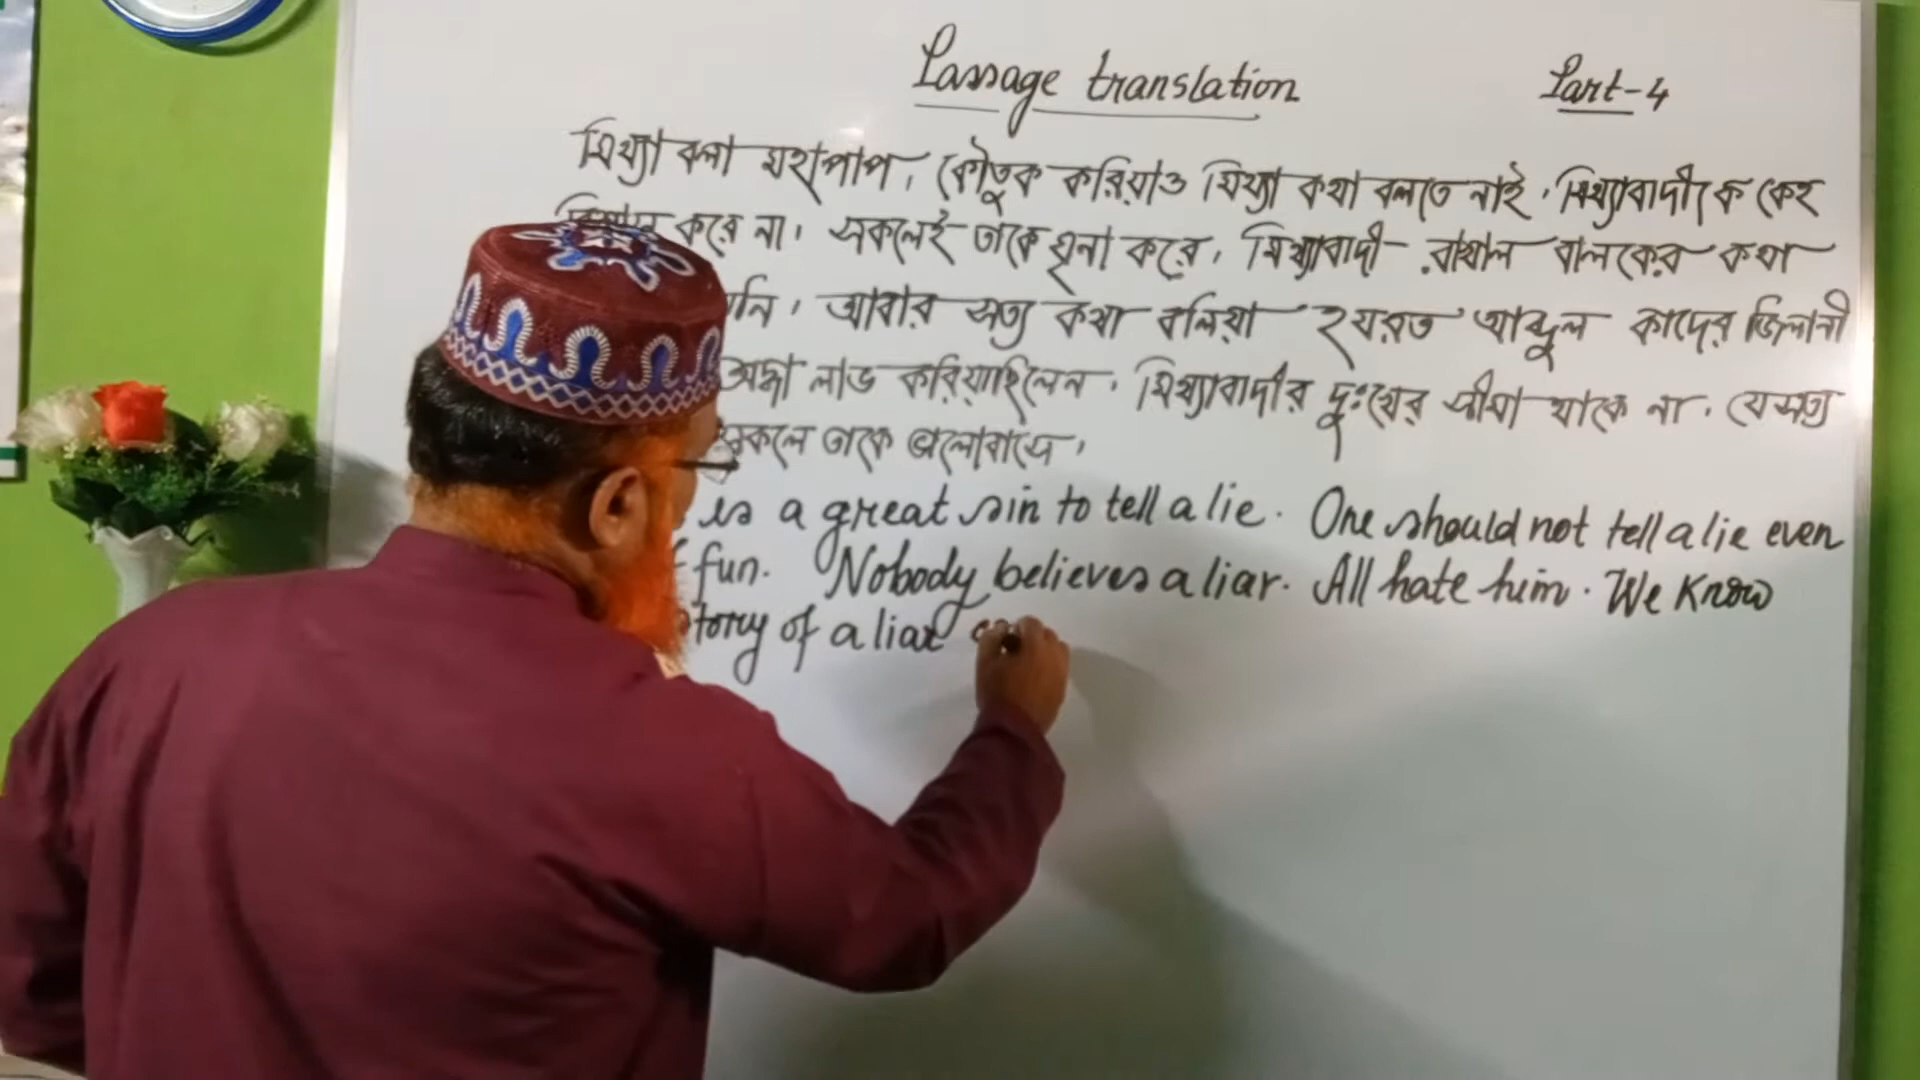 Passage translation
Part-4
মিথ্যা বলা মহাপাপ। কৌতুক করিয়াও মিথ্যা কথা বলতে নাই। মিথ্যাবাদীকে কেহ
করে না। সকলেই তাকে ঘৃনা করে। মিথ্যাবাদী রাখাল বালকের কথা
আবার সত্য কথা বলিয়া হযরত আব্দুল কাদের জিলানী
লাভ করিয়াছিলেন। মিথ্যাবাদীর দুঃখের সীমা থাকে না। যে সত্য
সকলে তাকে ভালোবাসে।
is a great sin to tell a lie. One should not tell a lie even
fun. Nobody believes a liar. All hate him. We know
story of a liar